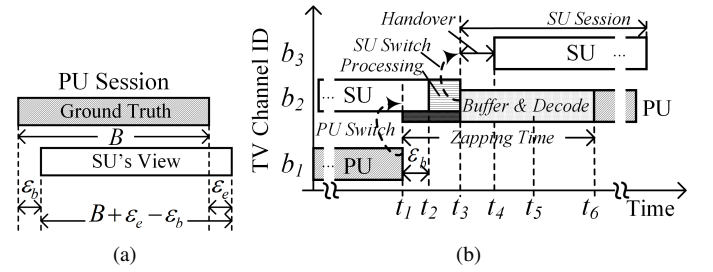 PU Session
Ground Truth
B
SU's View
ε_b
ε_e
B+ε_e−ε_b
(a)
TV Channel ID
Handover
SU Session
b_3
SU Switch
Processing
SU ...
b_2
... SU
Buffer & Decode
PU
PU Switch
Zapping Time
ε_b
b_1
... PU
t_1 t_2 t_3 t_4 t_5 t_6 Time
(b)